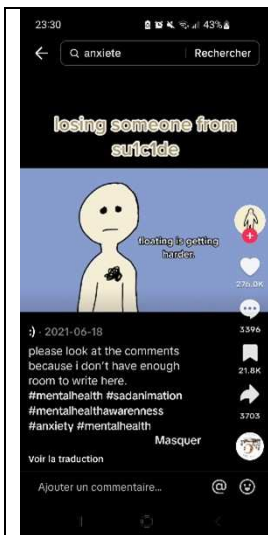 23:30
43%
anxiete
Rechercher
losing someone from
su1c1de
floating is getting
harder.
276.0K
:) · 2021-06-18
3396
please look at the comments
because i don't have enough
room to write here.
21.8K
#mentalhealth #sadanimation
#mentalhealthawarenness
3703
#anxiety #mentalhealth
Masquer
Voir la traduction
Ajouter un commentaire...